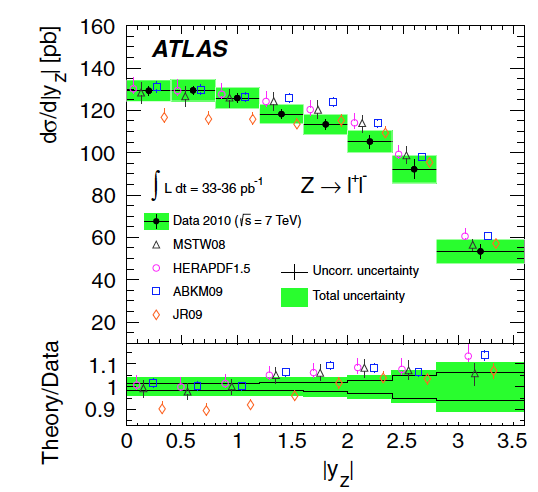 160
ATLAS
140
120
100
80
60
40
20
dσ/d|y_Z| [pb]
∫ L dt = 33-36 pb⁻¹
Z → l⁺l⁻
Data 2010 (√s = 7 TeV)
MSTW08
HERAPDF1.5
ABKM09
JR09
Uncorr. uncertainty
Total uncertainty
Theory/Data
1.1
1
0.9
0 0.5 1 1.5 2 2.5 3 3.5
|y_Z|